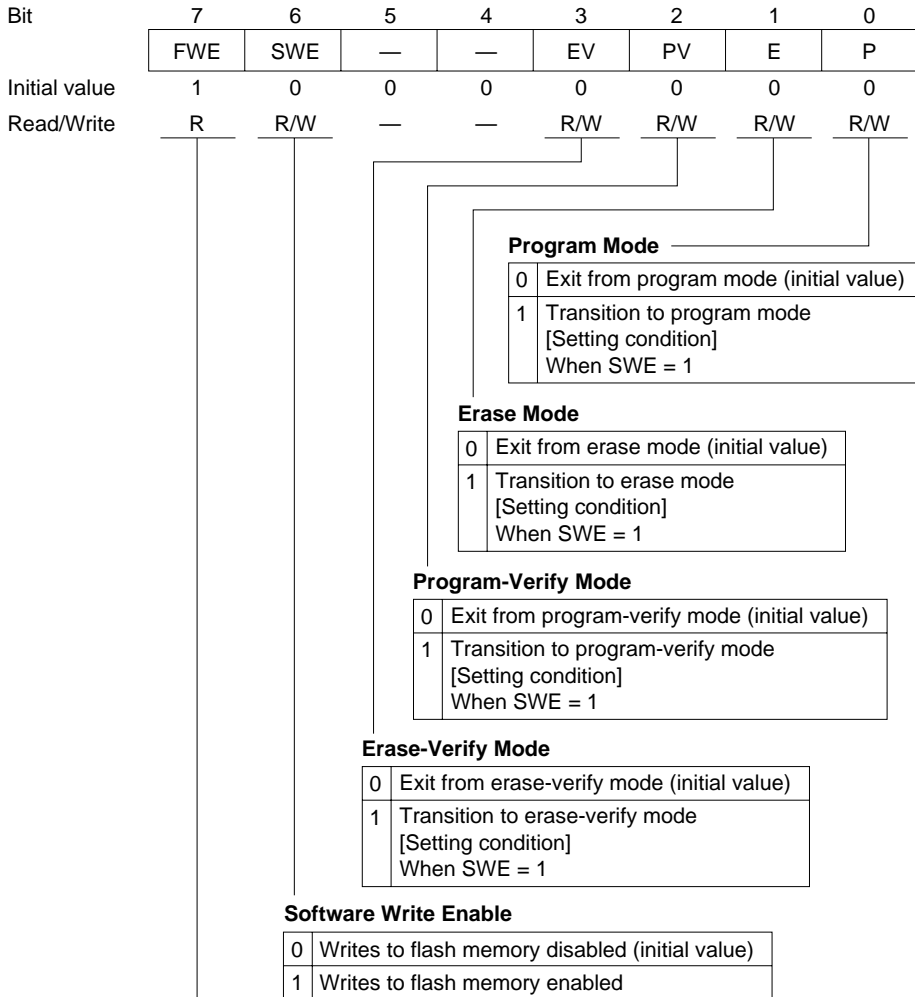 Bit 7 6 5 4 3 2 1 0
FWE SWE — — EV PV E P
Initial value 1 0 0 0 0 0 0 0
Read/Write R R/W — — R/W R/W R/W R/W
Program Mode
0 Exit from program mode (initial value)
1 Transition to program mode
[Setting condition]
When SWE = 1
Erase Mode
0 Exit from erase mode (initial value)
1 Transition to erase mode
[Setting condition]
When SWE = 1
Program-Verify Mode
0 Exit from program-verify mode (initial value)
1 Transition to program-verify mode
[Setting condition]
When SWE = 1
Erase-Verify Mode
0 Exit from erase-verify mode (initial value)
1 Transition to erase-verify mode
[Setting condition]
When SWE = 1
Software Write Enable
0 Writes to flash memory disabled (initial value)
1 Writes to flash memory enabled